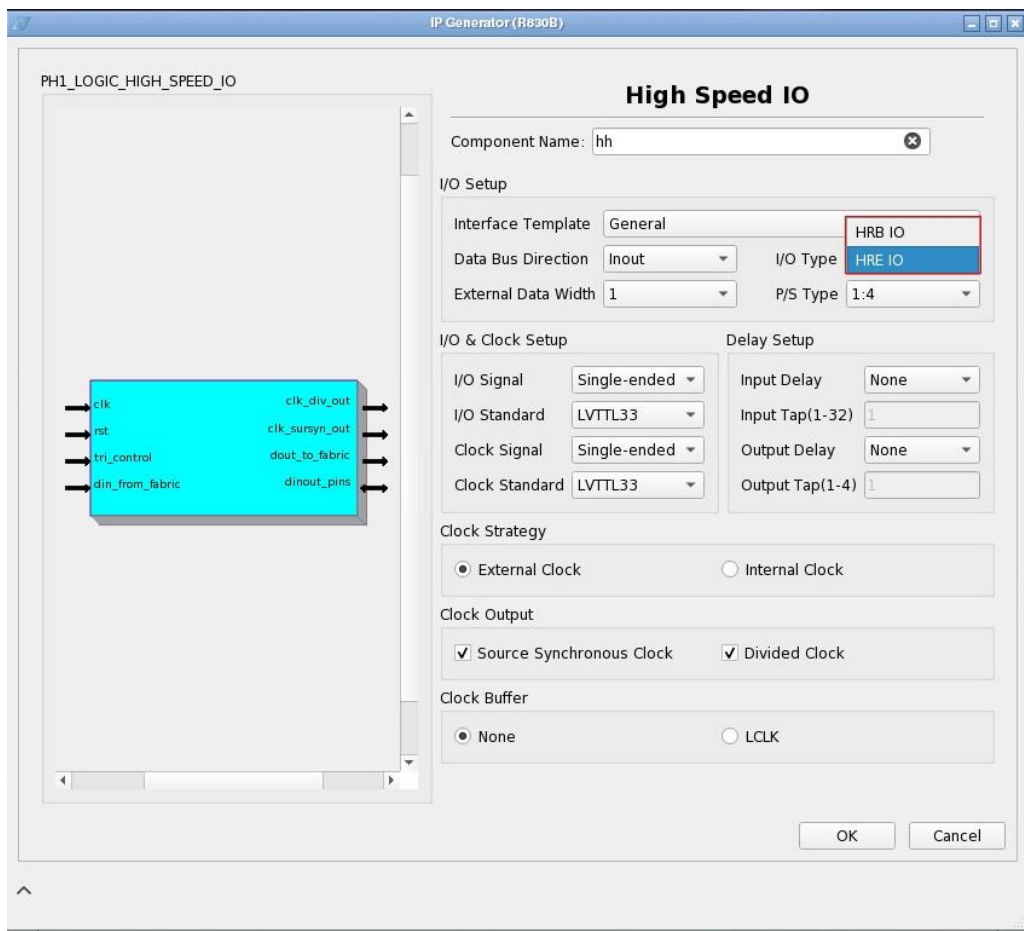 IP Generator (R630B)
PH1_LOGIC_HIGH_SPEED_IO
High Speed IO
Component Name: hh
I/O Setup
Interface Template General
HRB IO
Data Bus Direction Inout I/O Type HRE IO
External Data Width 1 P/S Type 1:4
I/O & Clock Setup Delay Setup
I/O Signal Single-ended Input Delay None
I/O Standard LVTTL33 Input Tap(1-32) 1
Clock Signal Single-ended Output Delay None
Clock Standard LVTTL33 Output Tap(1-4) 1
clk clk_div_out
rst clk_sursyn_out
tri_control dout_to_fabric
din_from_fabric dinout_pins
Clock Strategy
External Clock Internal Clock
Clock Output
Source Synchronous Clock Divided Clock
Clock Buffer
None LCLK
OK Cancel